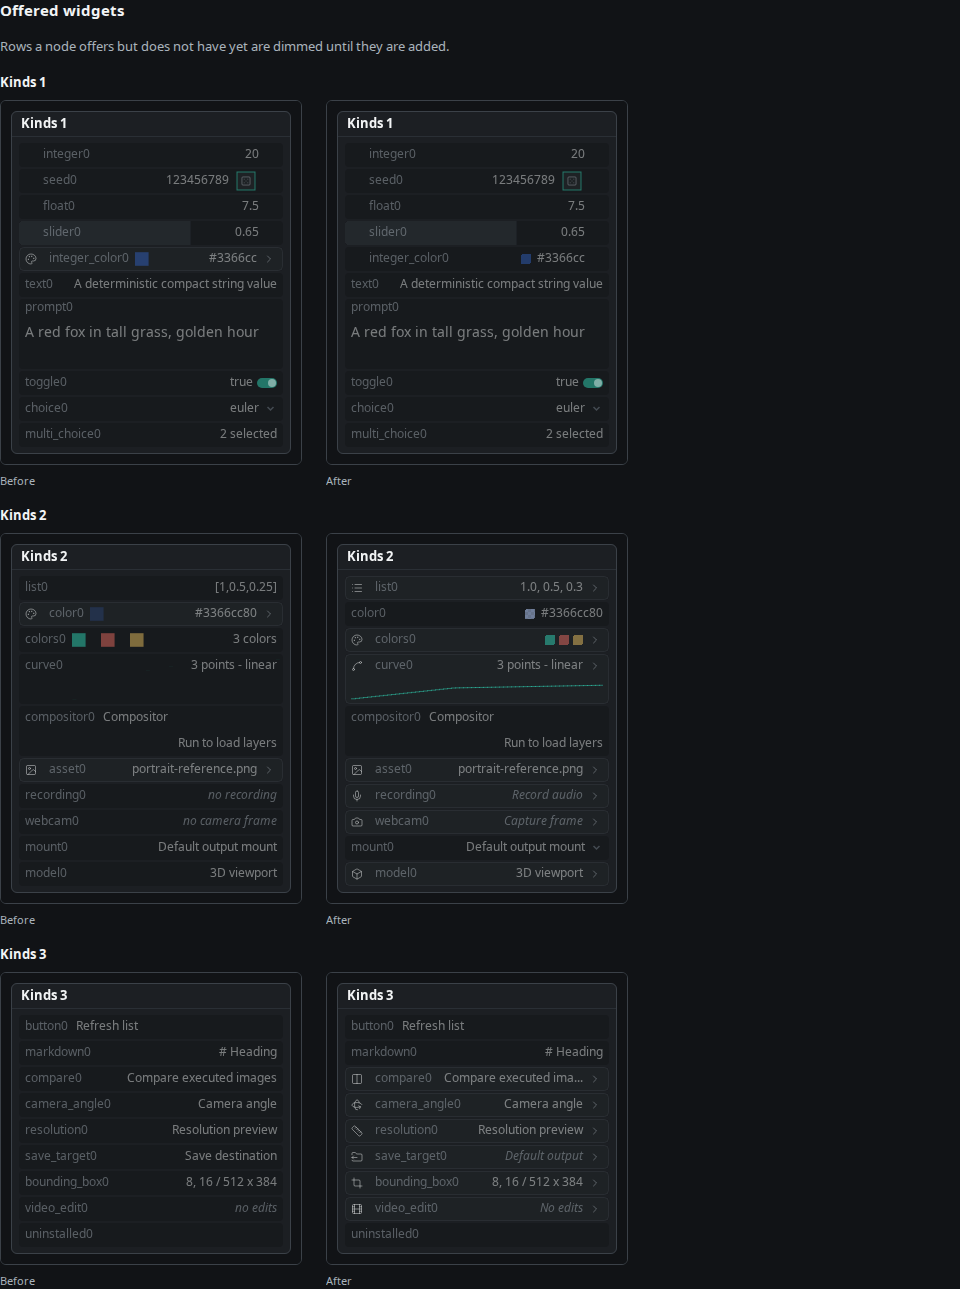 Offered widgets
Rows a node offers but does not have yet are dimmed until they are added.
Kinds 1
Kinds 1
integer0 20
seed0 123456789
float0 7.5
slider0 0.65
integer_color0 #3366cc
text0 A deterministic compact string value
prompt0
A red fox in tall grass, golden hour
toggle0 true
choice0 euler
multi_choice0 2 selected
Before
Kinds 1
integer0 20
seed0 123456789
float0 7.5
slider0 0.65
integer_color0 #3366cc
text0 A deterministic compact string value
prompt0
A red fox in tall grass, golden hour
toggle0 true
choice0 euler
multi_choice0 2 selected
After
Kinds 2
Kinds 2
list0 [1,0.5,0.25]
color0 #3366cc80
colors0 3 colors
curve0 3 points - linear
compositor0 Compositor
Run to load layers
asset0 portrait-reference.png
recording0 no recording
webcam0 no camera frame
mount0 Default output mount
model0 3D viewport
Before
Kinds 2
list0 1.0, 0.5, 0.3
color0 #3366cc80
colors0
curve0 3 points - linear
compositor0 Compositor
Run to load layers
asset0 portrait-reference.png
recording0 Record audio
webcam0 Capture frame
mount0 Default output mount
model0 3D viewport
After
Kinds 3
Kinds 3
button0 Refresh list
markdown0 # Heading
compare0 Compare executed images
camera_angle0 Camera angle
resolution0 Resolution preview
save_target0 Save destination
bounding_box0 8, 16 / 512 x 384
video_edit0 no edits
uninstalled0
Before
Kinds 3
button0 Refresh list
markdown0 # Heading
compare0 Compare executed ima...
camera_angle0 Camera angle
resolution0 Resolution preview
save_target0 Default output
bounding_box0 8, 16 / 512 x 384
video_edit0 No edits
uninstalled0
After